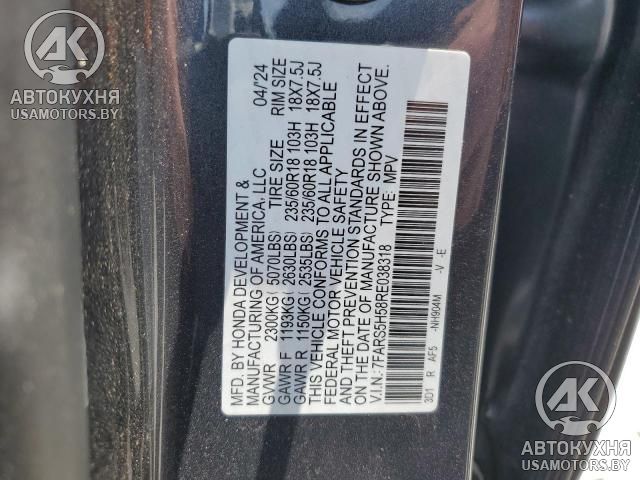 MFD. BY HONDA DEVELOPMENT &
MANUFACTURING OF AMERICA, LLC 04/24
TIRE SIZE RIM SIZE
GVWR 2300KG( 5070LBS)
GAWR F 1193KG( 2630LBS) 235/60R18 103H 18X7.5J
GAWR R 1150KG( 2535LBS) 235/60R18 103H 18X7.5J
THIS VEHICLE CONFORMS TO ALL APPLICABLE
FEDERAL MOTOR VEHICLE SAFETY
AND THEFT PREVENTION STANDARDS IN EFFECT
ON THE DATE OF MANUFACTURE SHOWN ABOVE.
V.I.N.: 7FARS5H58RE038318 TYPE: MPV
3D1 R AF5 -NH904M -V -E
АК
АВТОКУХНЯ
USAMOTORS.BY
АК
АВТОКУХНЯ
USAMOTORS.BY